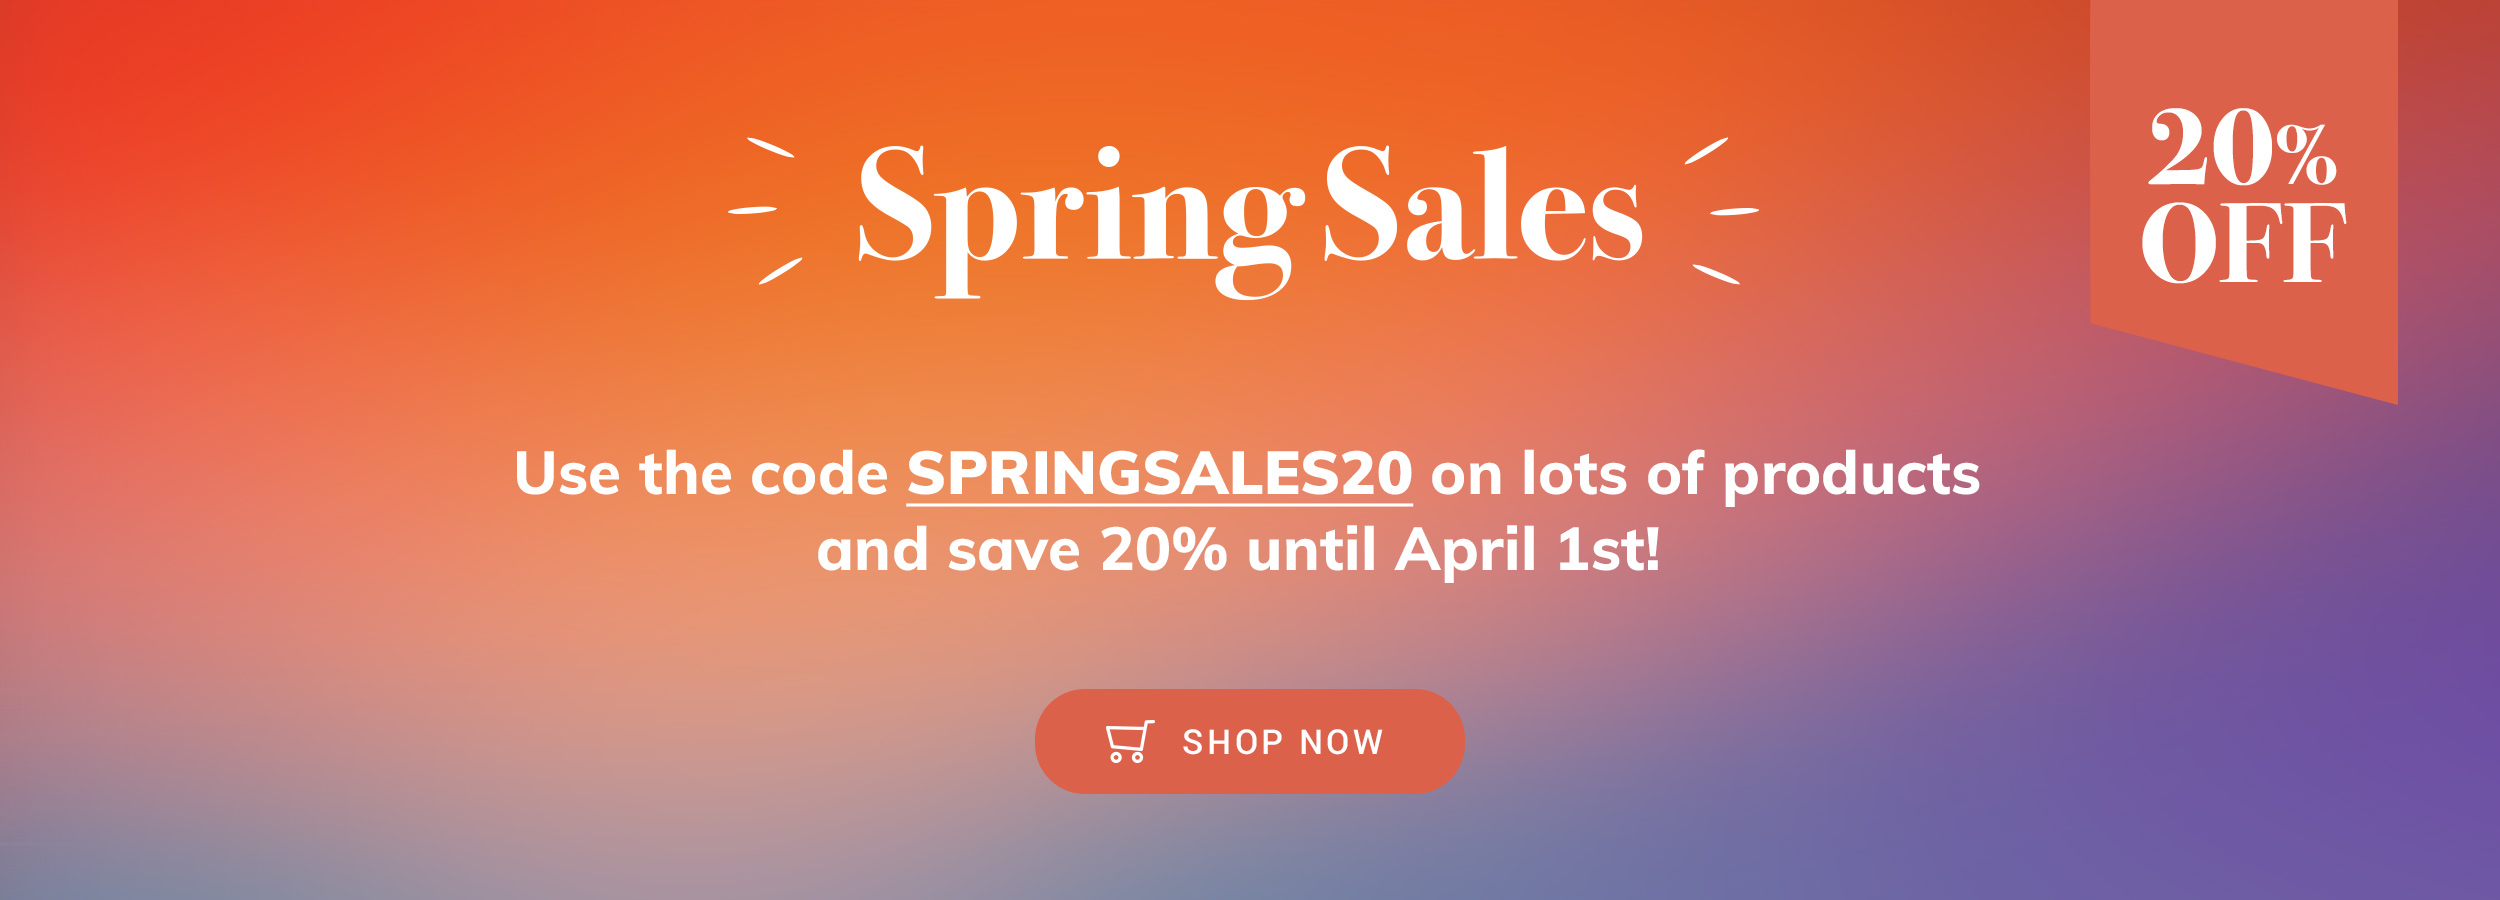 Spring Sales
20%
OFF
Use the code SPRINGSALES20 on lots of products
and save 20% until April 1st!
SHOP NOW